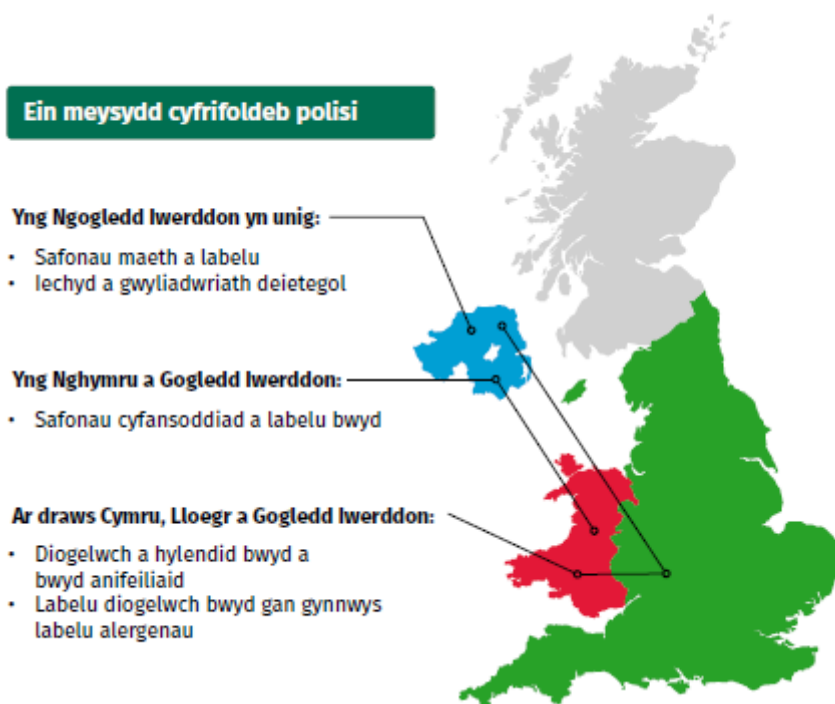 Ein meysydd cyfrifoldeb polisi
Yng Ngogledd Iwerddon yn unig:
• Safonau maeth a labelu
• Iechyd a gwyliadwriath deietegol
Yng Nghymru a Gogledd Iwerddon:
• Safonau cyfansoddiad a labelu bwyd
Ar draws Cymru, Lloegr a Gogledd Iwerddon:
• Diogelwch a hylendid bwyd a
bwyd anifeiliaid
• Labelu diogelwch bwyd gan gynnwys
labelu alergenau